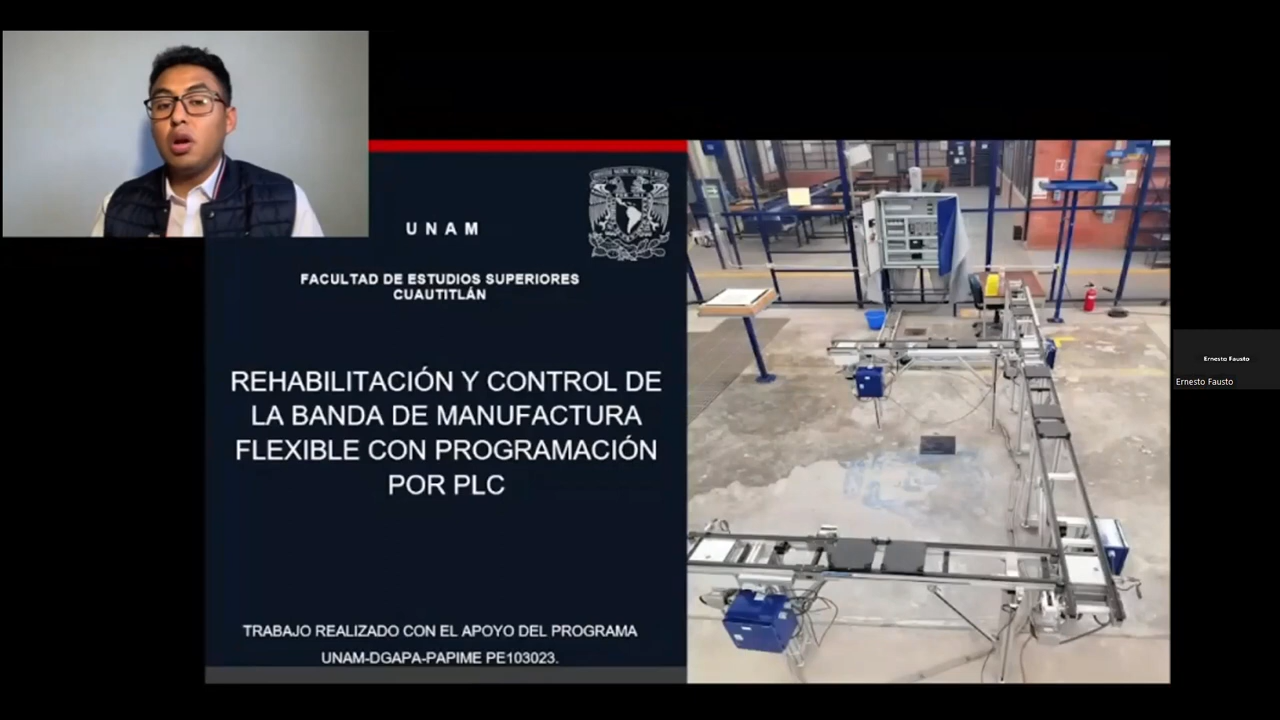 UNAM
FACULTAD DE ESTUDIOS SUPERIORES
CUAUTITLÁN
REHABILITACIÓN Y CONTROL DE
LA BANDA DE MANUFACTURA
FLEXIBLE CON PROGRAMACIÓN
POR PLC
TRABAJO REALIZADO CON EL APOYO DEL PROGRAMA
UNAM-DGAPA-PAPIME PE103023.
Ernesto Fausto
Ernesto Fausto